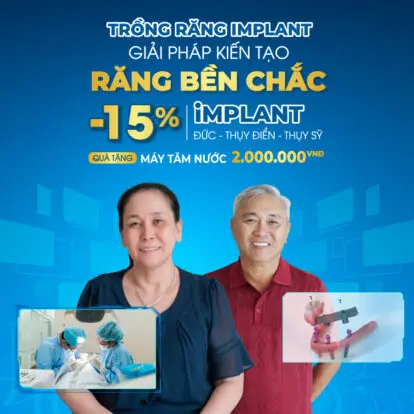 TRỒNG RĂNG IMPLANT
GIẢI PHÁP KIẾN TẠO
RĂNG BỀN CHẮC
-15% iMPLANT
ĐỨC - THỤY ĐIỂN - THỤY SỸ
QUÀ TẶNG MÁY TĂM NƯỚC 2.000.000VNĐ